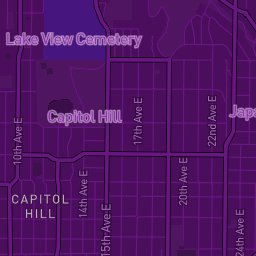 Lake View Cemetery
Capitol Hill
Japa
17th Ave E
22nd Ave E
10th Ave E
CAPITOL
HILL
14th Ave E
20th Ave E
15th Ave E
24th Ave E